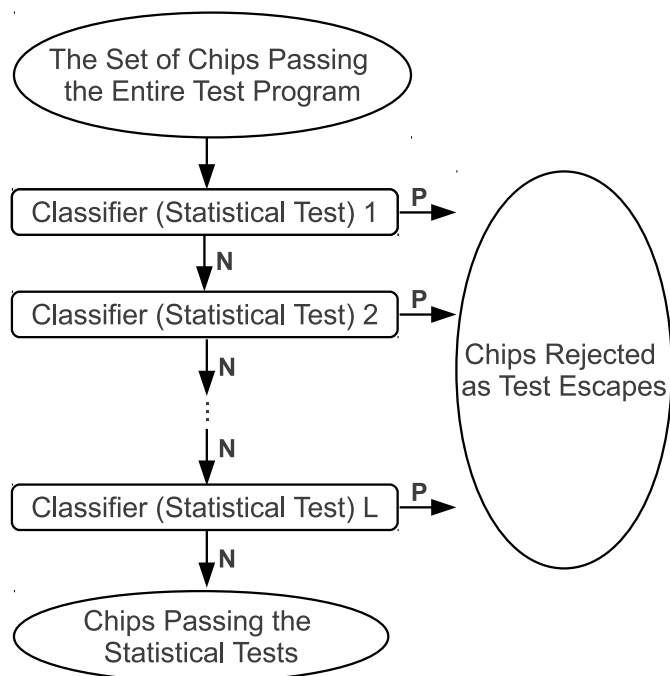 The Set of Chips Passing
the Entire Test Program
Classifier (Statistical Test) 1
P
N
Classifier (Statistical Test) 2
P
N
N
Classifier (Statistical Test) L
P
N
Chips Rejected
as Test Escapes
Chips Passing the
Statistical Tests